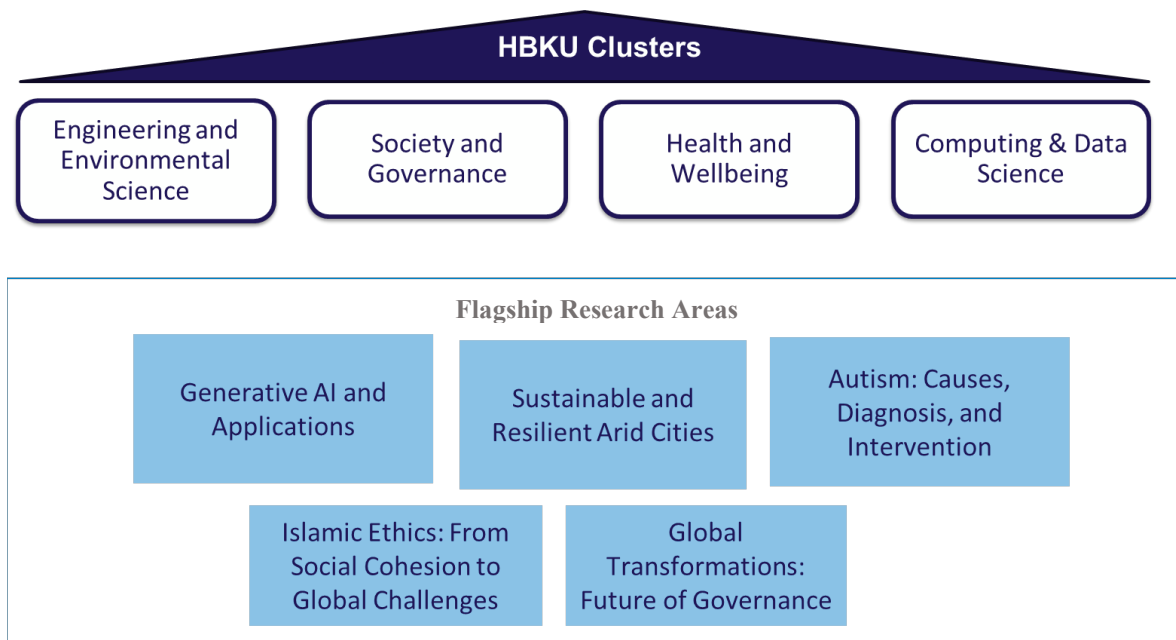 HBKU Clusters
Engineering and
Environmental
Science
Society and
Governance
Health and
Wellbeing
Computing & Data
Science
Flagship Research Areas
Generative AI and
Applications
Sustainable and
Resilient Arid Cities
Autism: Causes,
Diagnosis, and
Intervention
Islamic Ethics: From
Social Cohesion to
Global Challenges
Global
Transformations:
Future of Governance